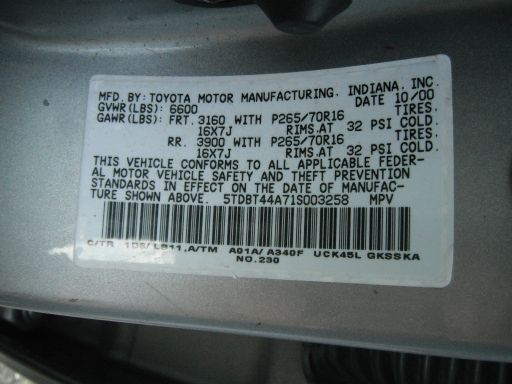 MFD. BY: TOYOTA MOTOR MANUFACTURING, INDIANA, INC.
GVWR(LBS): 6600 DATE 10/00
GAWR(LBS): FRT. 3160 WITH P265/70R16 TIRES,
16X7J RIMS,AT 32 PSI COLD.
RR. 3900 WITH P265/70R16 TIRES,
16X7J RIMS,AT 32 PSI COLD.
THIS VEHICLE CONFORMS TO ALL APPLICABLE FEDER-
AL MOTOR VEHICLE SAFETY AND THEFT PREVENTION
STANDARDS IN EFFECT ON THE DATE OF MANUFAC-
TURE SHOWN ABOVE. 5TDBT44A71S003258 MPV
C/TR 1D6/LB11,A/TM A01A/A340F UCK45L GKSSKA
NO.230